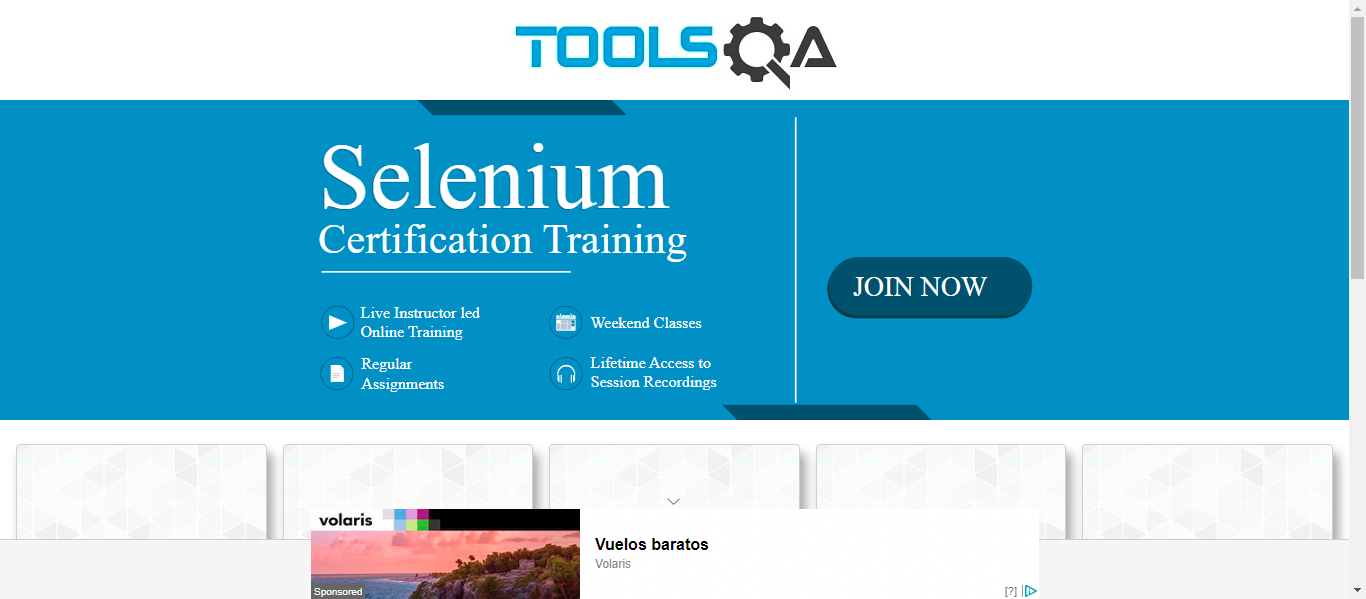 TOOLSQA
Selenium
Certification Training
Live Instructor led
Online Training
Weekend Classes
Regular
Assignments
Lifetime Access to
Session Recordings
JOIN NOW
volaris
Sponsored
Vuelos baratos
Volaris
[?]